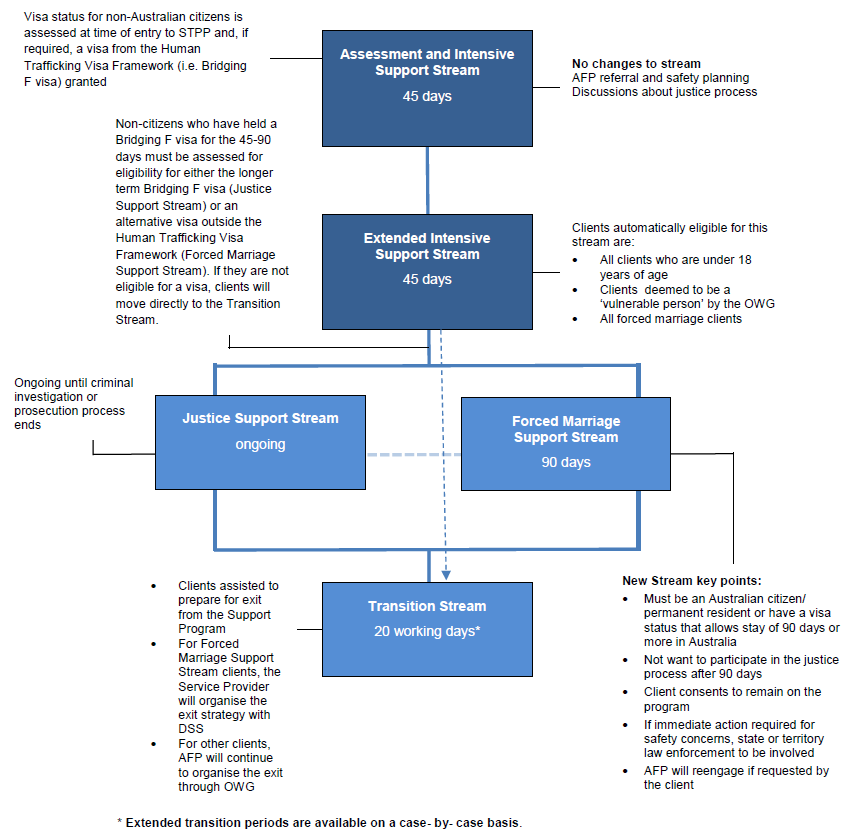 Visa status for non-Australian citizens is
assessed at time of entry to STPP and, if
required, a visa from the Human
Trafficking Visa Framework (i.e. Bridging
F visa) granted
Assessment and Intensive
Support Stream
45 days
No changes to stream
AFP referral and safety planning
Discussions about justice process
Non-citizens who have held a
Bridging F visa for the 45-90
days must be assessed for
eligibility for either the longer
term Bridging F visa (Justice
Support Stream) or an
alternative visa outside the
Human Trafficking Visa
Framework (Forced Marriage
Support Stream). If they are not
eligible for a visa, clients will
move directly to the Transition
Stream.
Extended Intensive
Support Stream
45 days
Clients automatically eligible for this
stream are:
• All clients who are under 18
years of age
• Clients deemed to be a
‘vulnerable person’ by the OWG
• All forced marriage clients
Ongoing until criminal
investigation or
prosecution process
ends
Justice Support Stream
ongoing
Forced Marriage
Support Stream
90 days
• Clients assisted to
prepare for exit
from the Support
Program
• For Forced
Marriage Support
Stream clients, the
Service Provider
will organise the
exit strategy with
DSS
• For other clients,
AFP will continue
to organise the exit
through OWG
Transition Stream
20 working days*
New Stream key points:
• Must be an Australian citizen/
permanent resident or have a visa
status that allows stay of 90 days or
more in Australia
• Not want to participate in the justice
process after 90 days
• Client consents to remain on the
program
• If immediate action required for
safety concerns, state or territory
law enforcement to be involved
• AFP will reengage if requested by
the client
* Extended transition periods are available on a case- by- case basis.